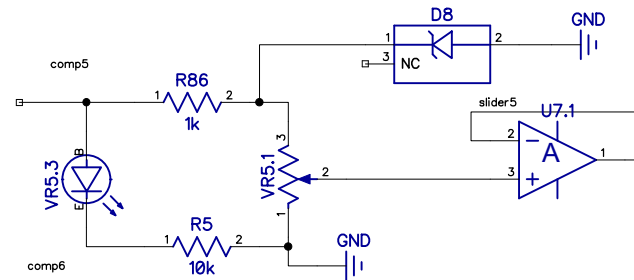 D8
GND
1
2
3
NC
comp5
R86
1
2
1k
slider5
U7.1
2
A
1
3
3
VR5.1
2
1
B
VR5.3
E
R5
1
2
10k
GND
comp6